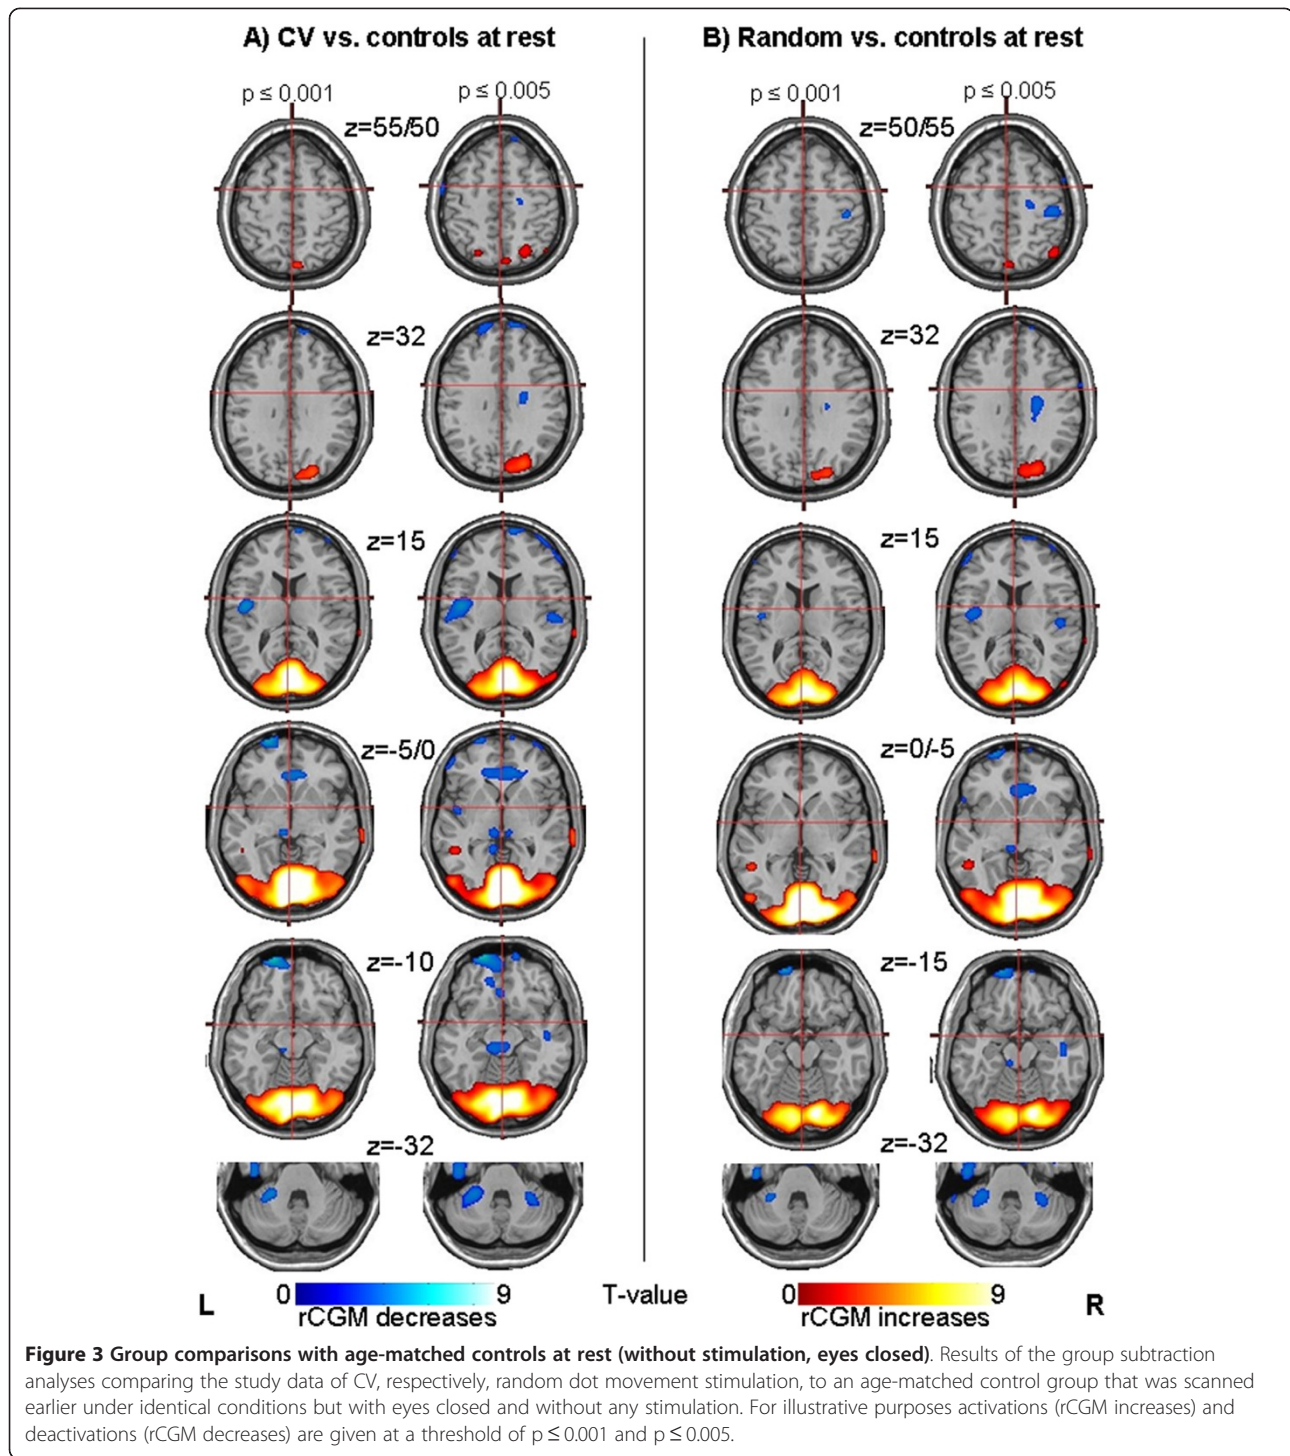 A) CV vs. controls at rest
p ≤ 0.001
p ≤ 0.005
z=55/50
z=32
z=15
z=-5/0
z=-10
z=-32
B) Random vs. controls at rest
p ≤ 0.001
p ≤ 0.005
z=50/55
z=32
z=15
z=0/-5
z=-15
z=-32
L
0
9
rCGM decreases
T-value
0
9
rCGM increases
R
Figure 3 Group comparisons with age-matched controls at rest (without stimulation, eyes closed). Results of the group subtraction
analyses comparing the study data of CV, respectively, random dot movement stimulation, to an age-matched control group that was scanned
earlier under identical conditions but with eyes closed and without any stimulation. For illustrative purposes activations (rCGM increases) and
deactivations (rCGM decreases) are given at a threshold of p ≤ 0.001 and p ≤ 0.005.